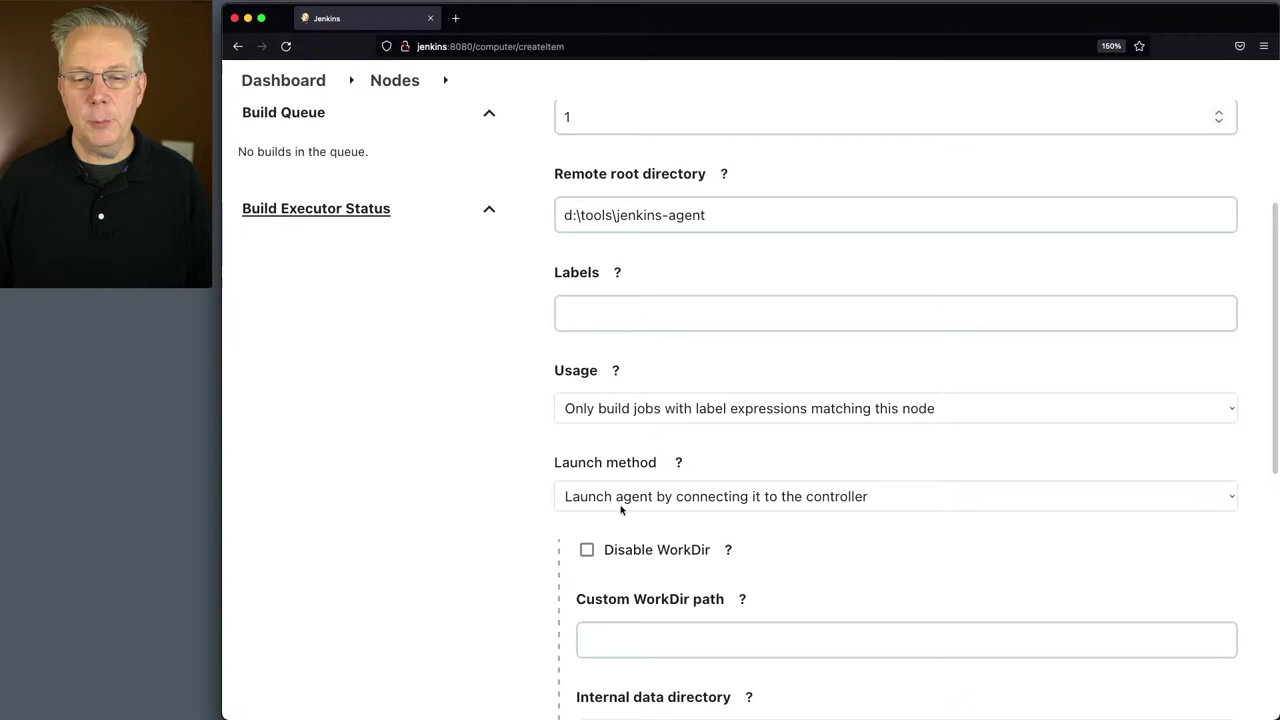 Jenkins
jenkins:8080/computer/createItem
150%
Dashboard
Nodes
Build Queue
No builds in the queue.
Build Executor Status
1
Remote root directory ?
d:\tools\jenkins-agent
Labels ?
Usage ?
Only build jobs with label expressions matching this node
Launch method ?
Launch agent by connecting it to the controller
Disable WorkDir ?
Custom WorkDir path ?
Internal data directory ?